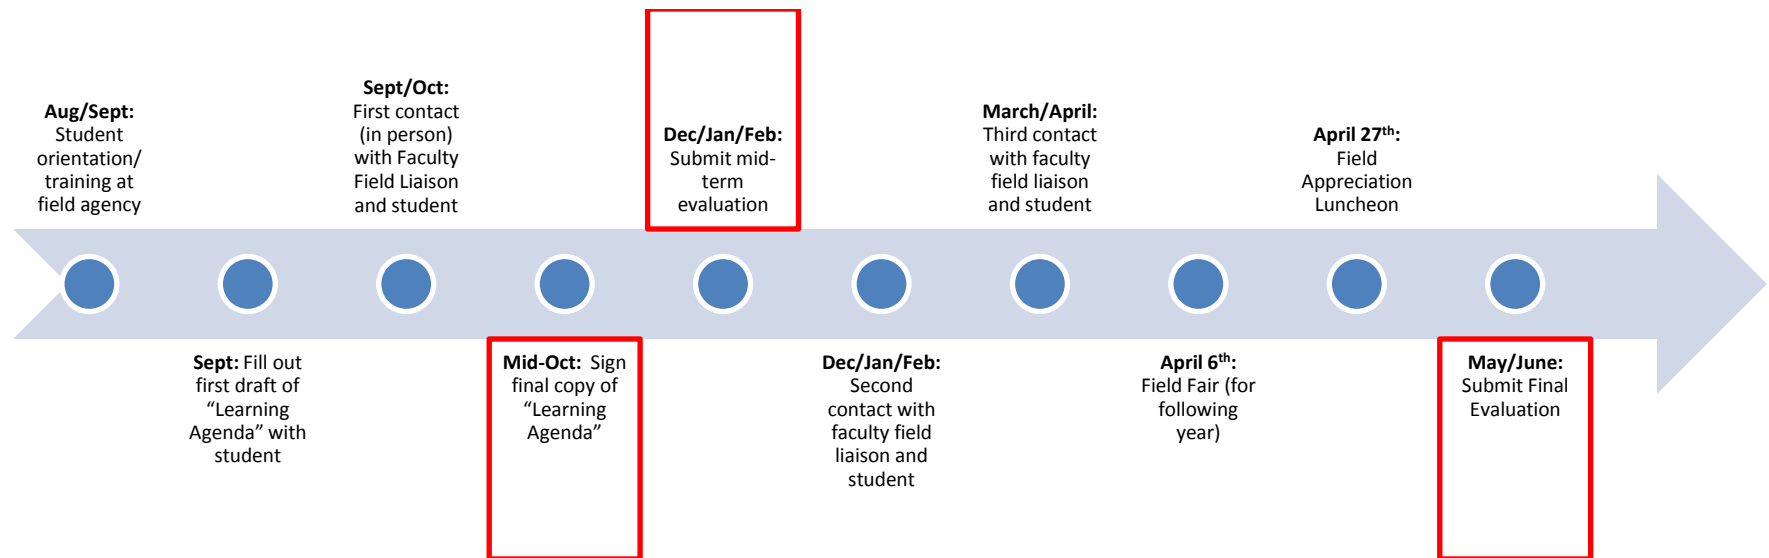 Aug/Sept:
Student
orientation/
training at
field agency
Sept: Fill out
first draft of
“Learning
Agenda” with
student
Sept/Oct:
First contact
(in person)
with Faculty
Field Liaison
and student
Mid-Oct:  Sign
final copy of
“Learning
Agenda”
Dec/Jan/Feb:
Submit mid-
term
evaluation
Dec/Jan/Feb:
Second
contact with
faculty field
liaison and
student
March/April:
Third contact
with faculty
field liaison
and student
April 6th:
Field Fair (for
following
year)
April 27th:
Field
Appreciation
Luncheon
May/June:
Submit Final
Evaluation